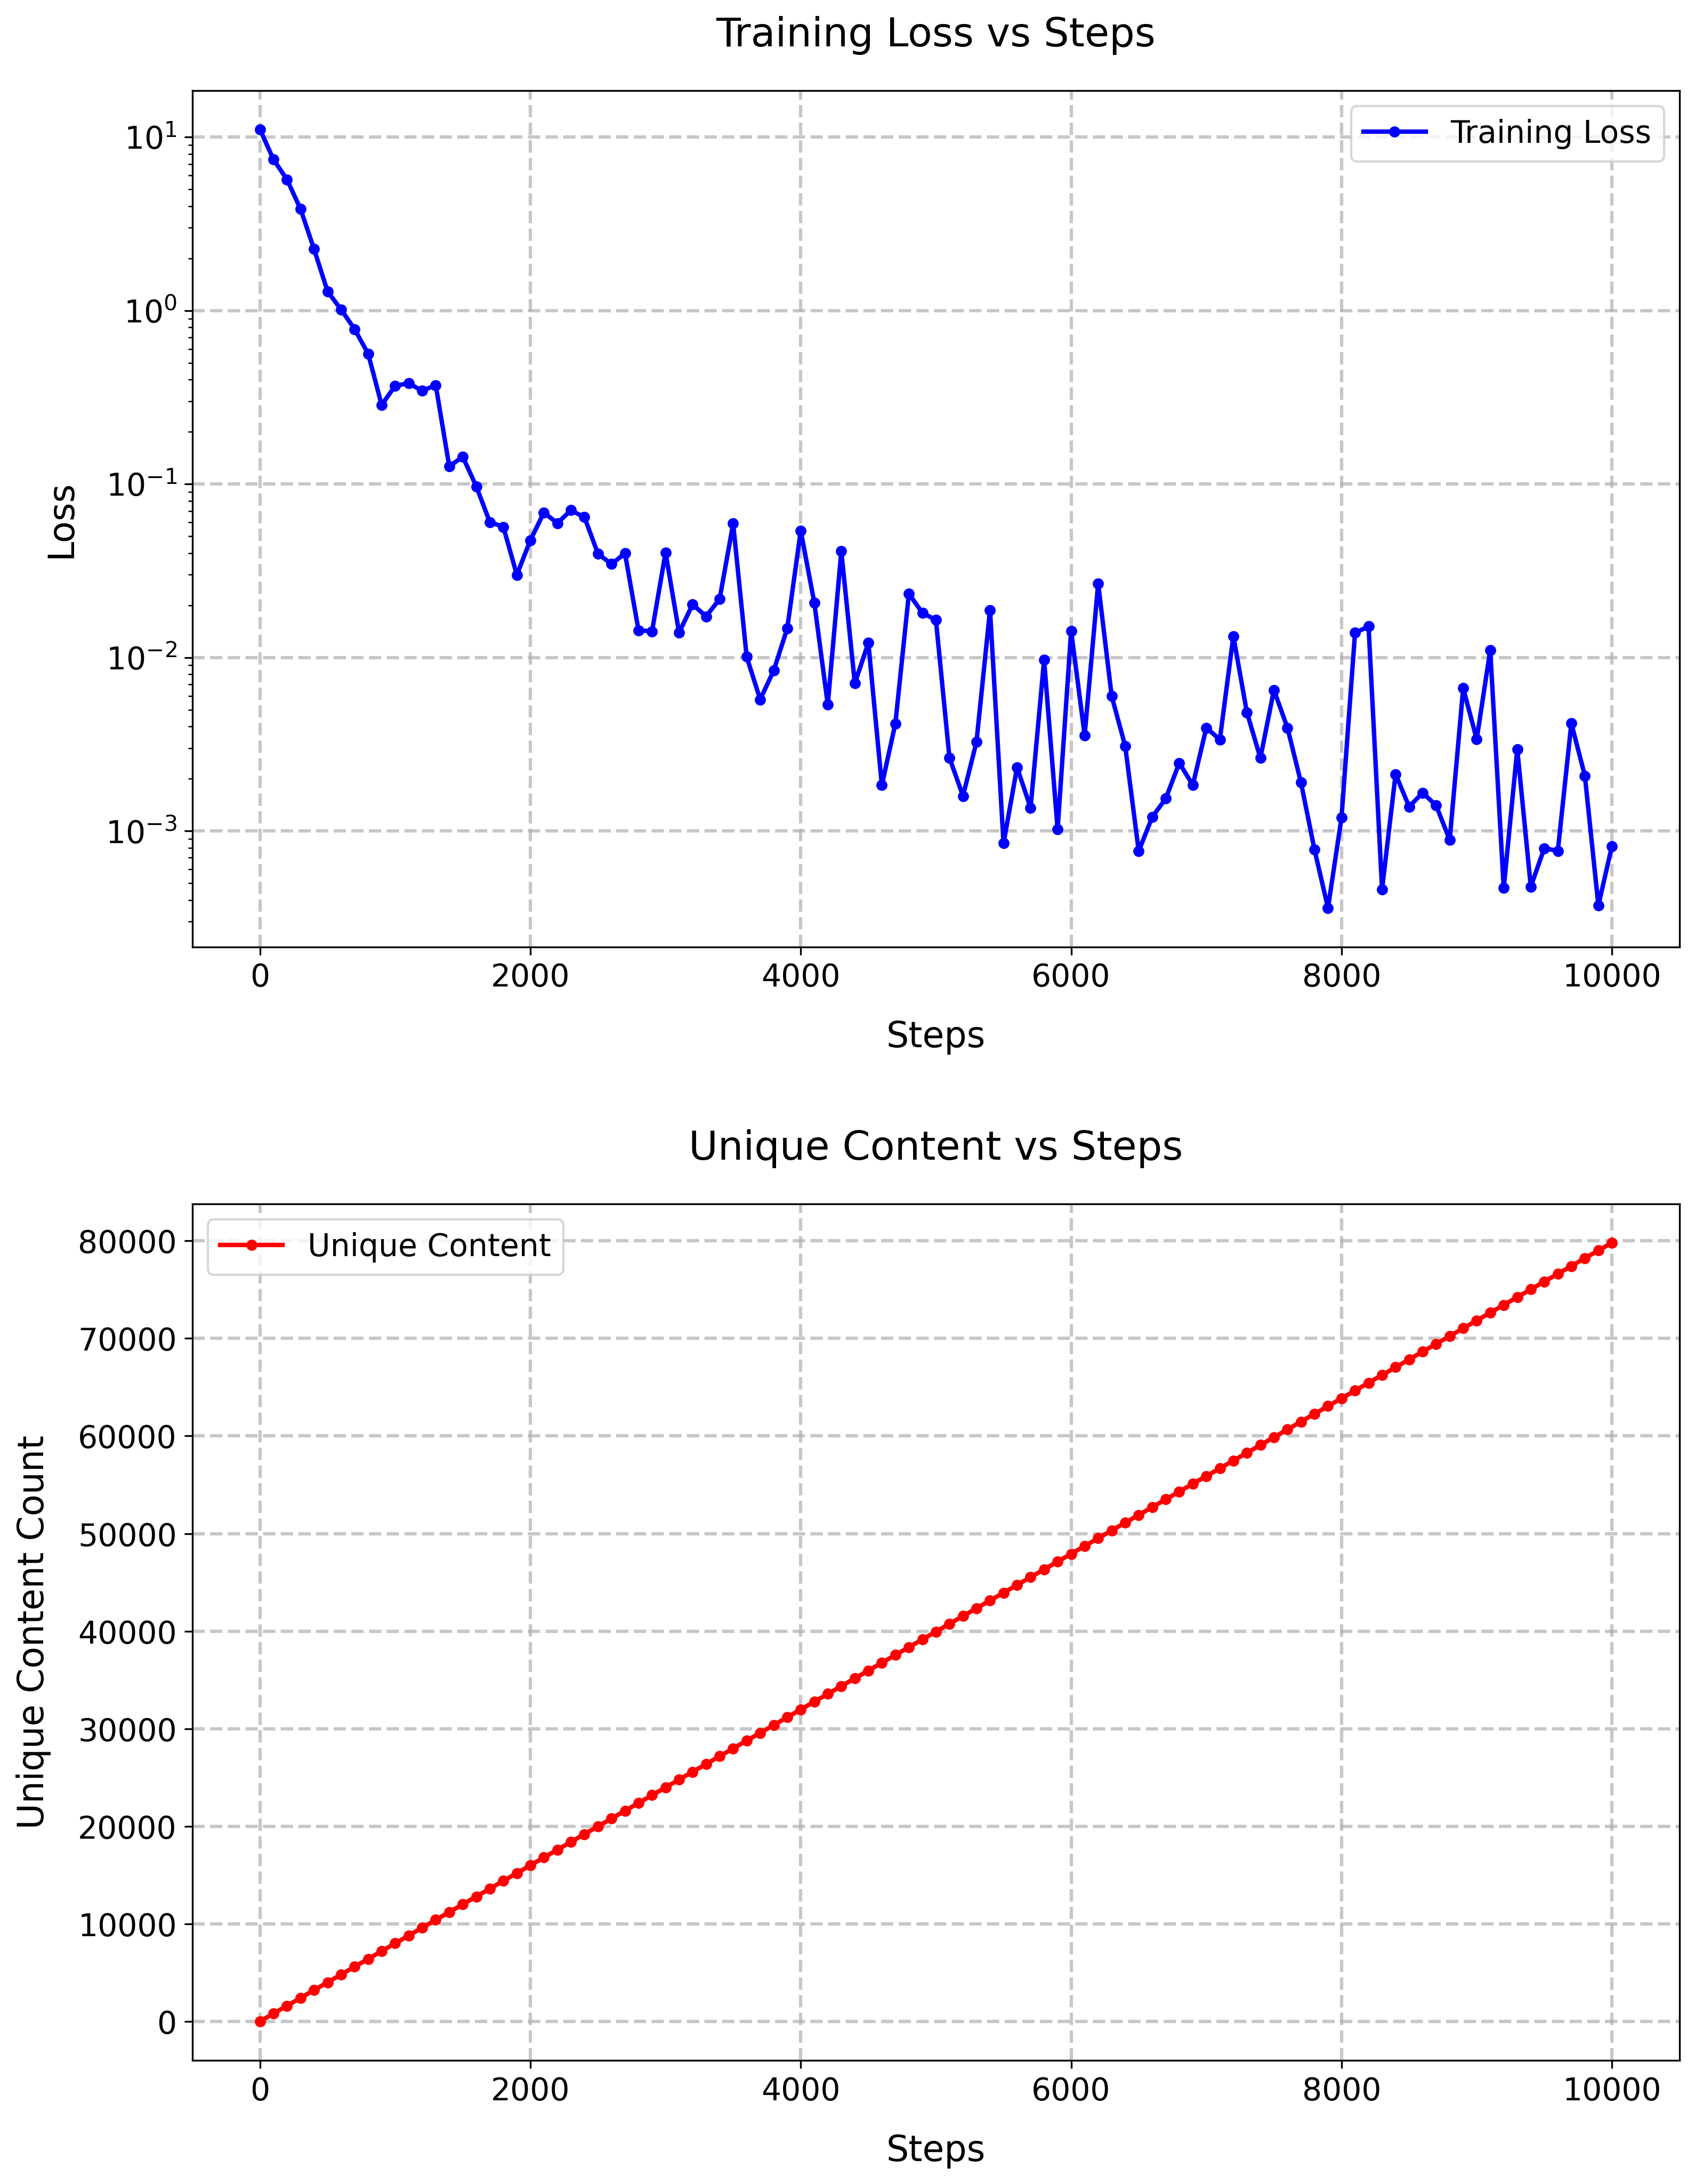 Training Loss vs Steps
Training Loss
10¹
10⁰
10⁻¹
10⁻²
10⁻³
Loss
0 2000 4000 6000 8000 10000
Steps
Unique Content vs Steps
Unique Content
80000
70000
60000
50000
40000
30000
20000
10000
0
Unique Content Count
0 2000 4000 6000 8000 10000
Steps